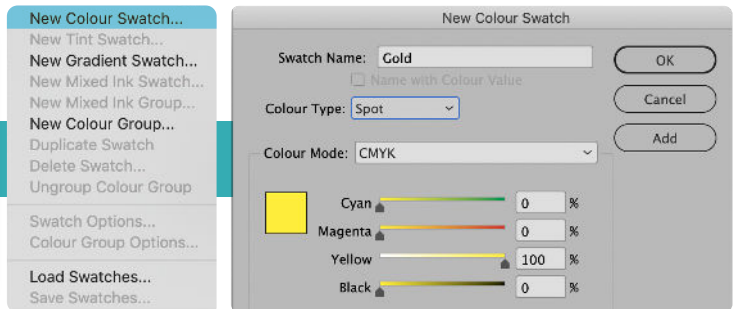 New Colour Swatch...
New Tint Swatch...
New Gradient Swatch...
New Mixed Ink Swatch...
New Mixed Ink Group...
New Colour Group...
Duplicate Swatch
Delete Swatch...
Ungroup Colour Group
Swatch Options...
Colour Group Options...
Load Swatches...
Save Swatches...
New Colour Swatch
Swatch Name: Gold
Name with Colour Value
Colour Type: Spot
Colour Mode: CMYK
Cyan 0 %
Magenta 0 %
Yellow 100 %
Black 0 %
OK
Cancel
Add